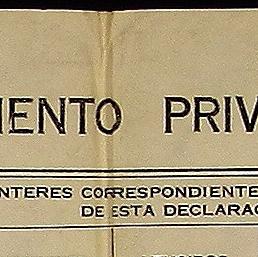 IENTO PRIV
NTERES CORRESPONDIENTE
DE ESTA DECLARAC